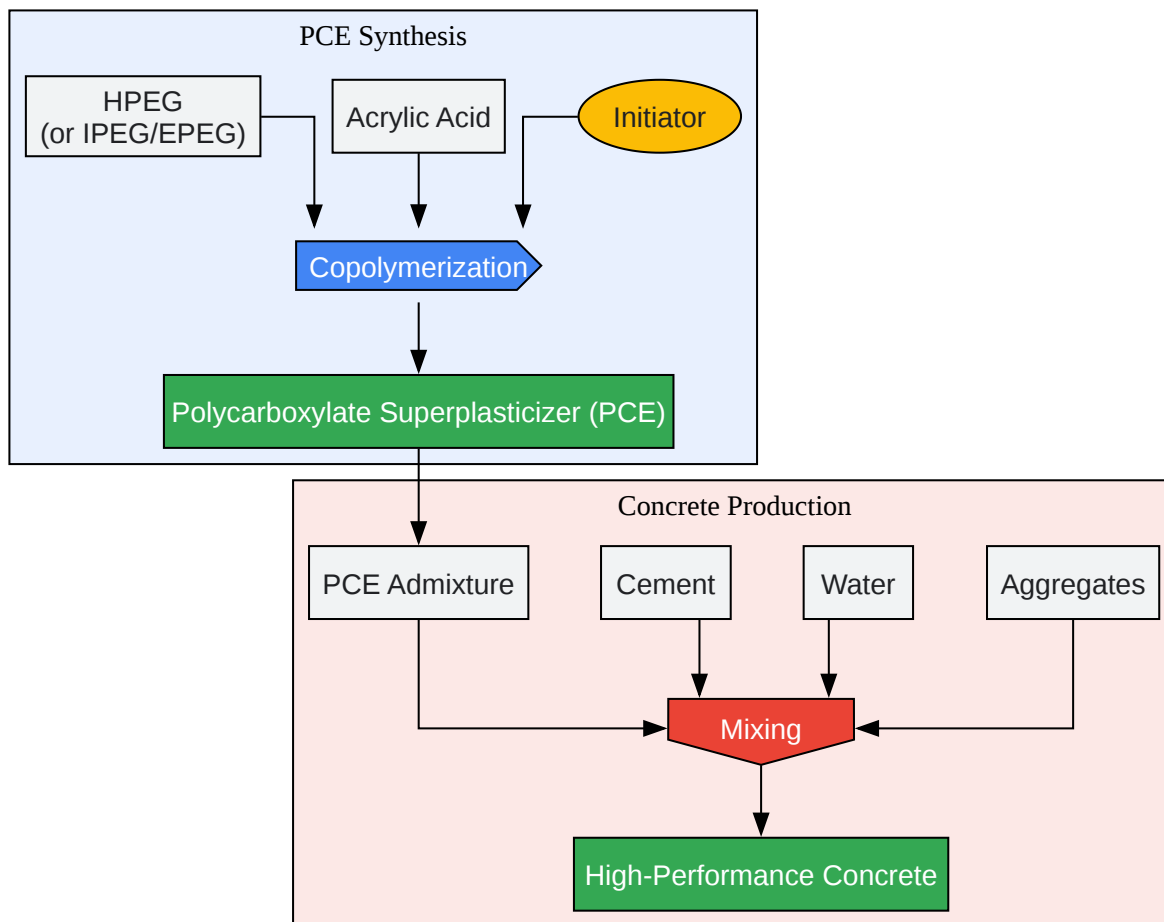 PCE Synthesis
HPEG
(or IPEG/EPEG)
Acrylic Acid
Initiator
Copolymerization
Polycarboxylate Superplasticizer (PCE)
Concrete Production
PCE Admixture
Cement
Water
Aggregates
Mixing
High-Performance Concrete